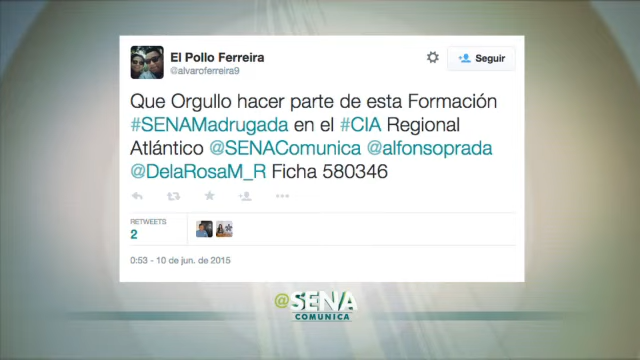 El Pollo Ferreira
@alvaroferreira9
Seguir
Que Orgullo hacer parte de esta Formación
#SENAMadrugada en el #CIA Regional
Atlántico @SENAComunica @alfonsoprada
@DelaRosaM_R Ficha 580346
RETWEETS
2
0:53 - 10 de jun. de 2015
@SENA
COMUNICA